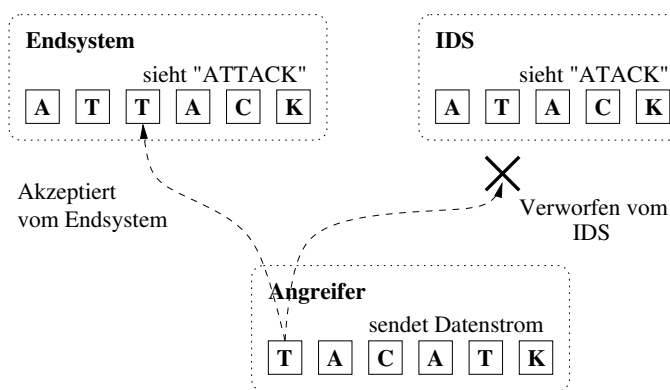 Endsystem
sieht "ATTACK"
A T T A C K
IDS
sieht "ATACK"
A T A C K
Akzeptiert
vom Endsystem
Verworfen vom
IDS
Angreifer
sendet Datenstrom
T A C A T K